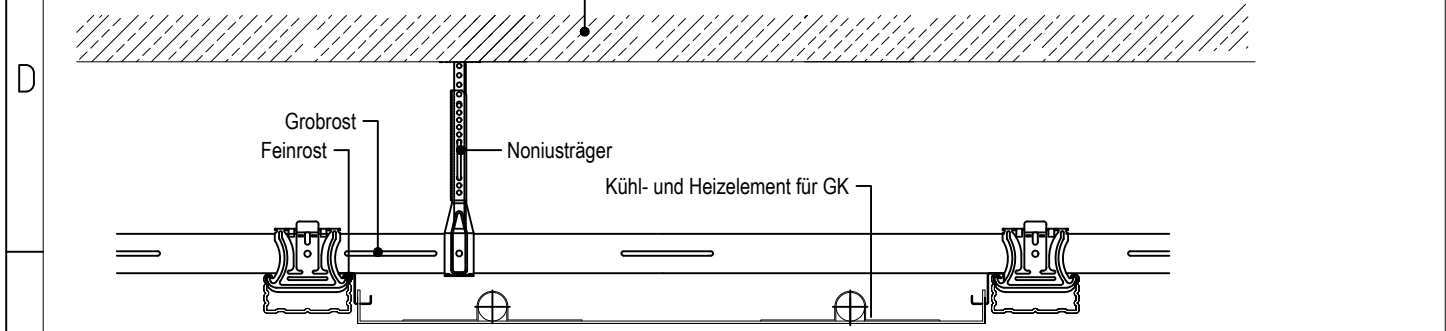 D
Grobrost
Feinrost
Noniusträger
Kühl- und Heizelement für GK